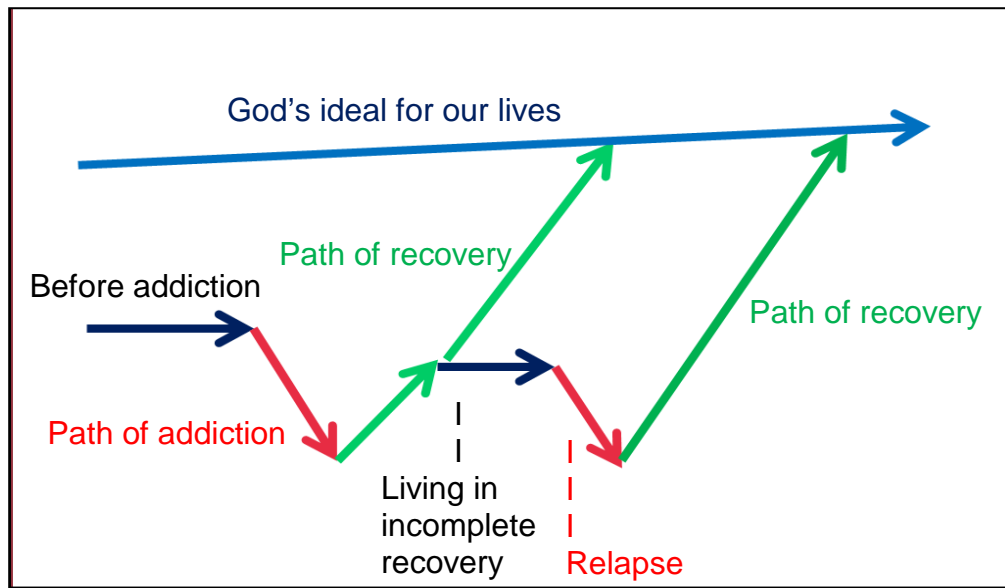 God’s ideal for our lives
Path of recovery
Before addiction
Path of recovery
Path of addiction
Living in
incomplete
recovery
Relapse